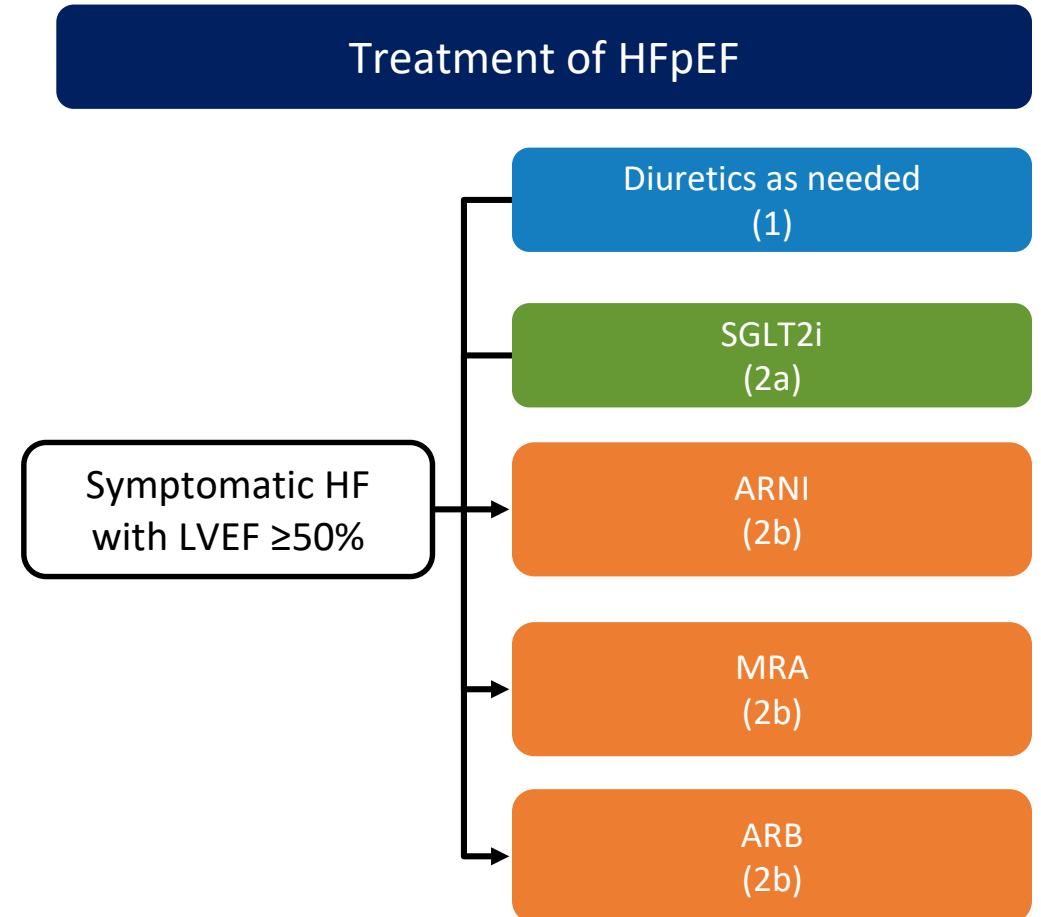 Treatment of HFpEF
Diuretics as needed
(1)
SGLT2i
(2a)
Symptomatic HF
with LVEF ≥50%
ARNI
(2b)
MRA
(2b)
ARB
(2b)